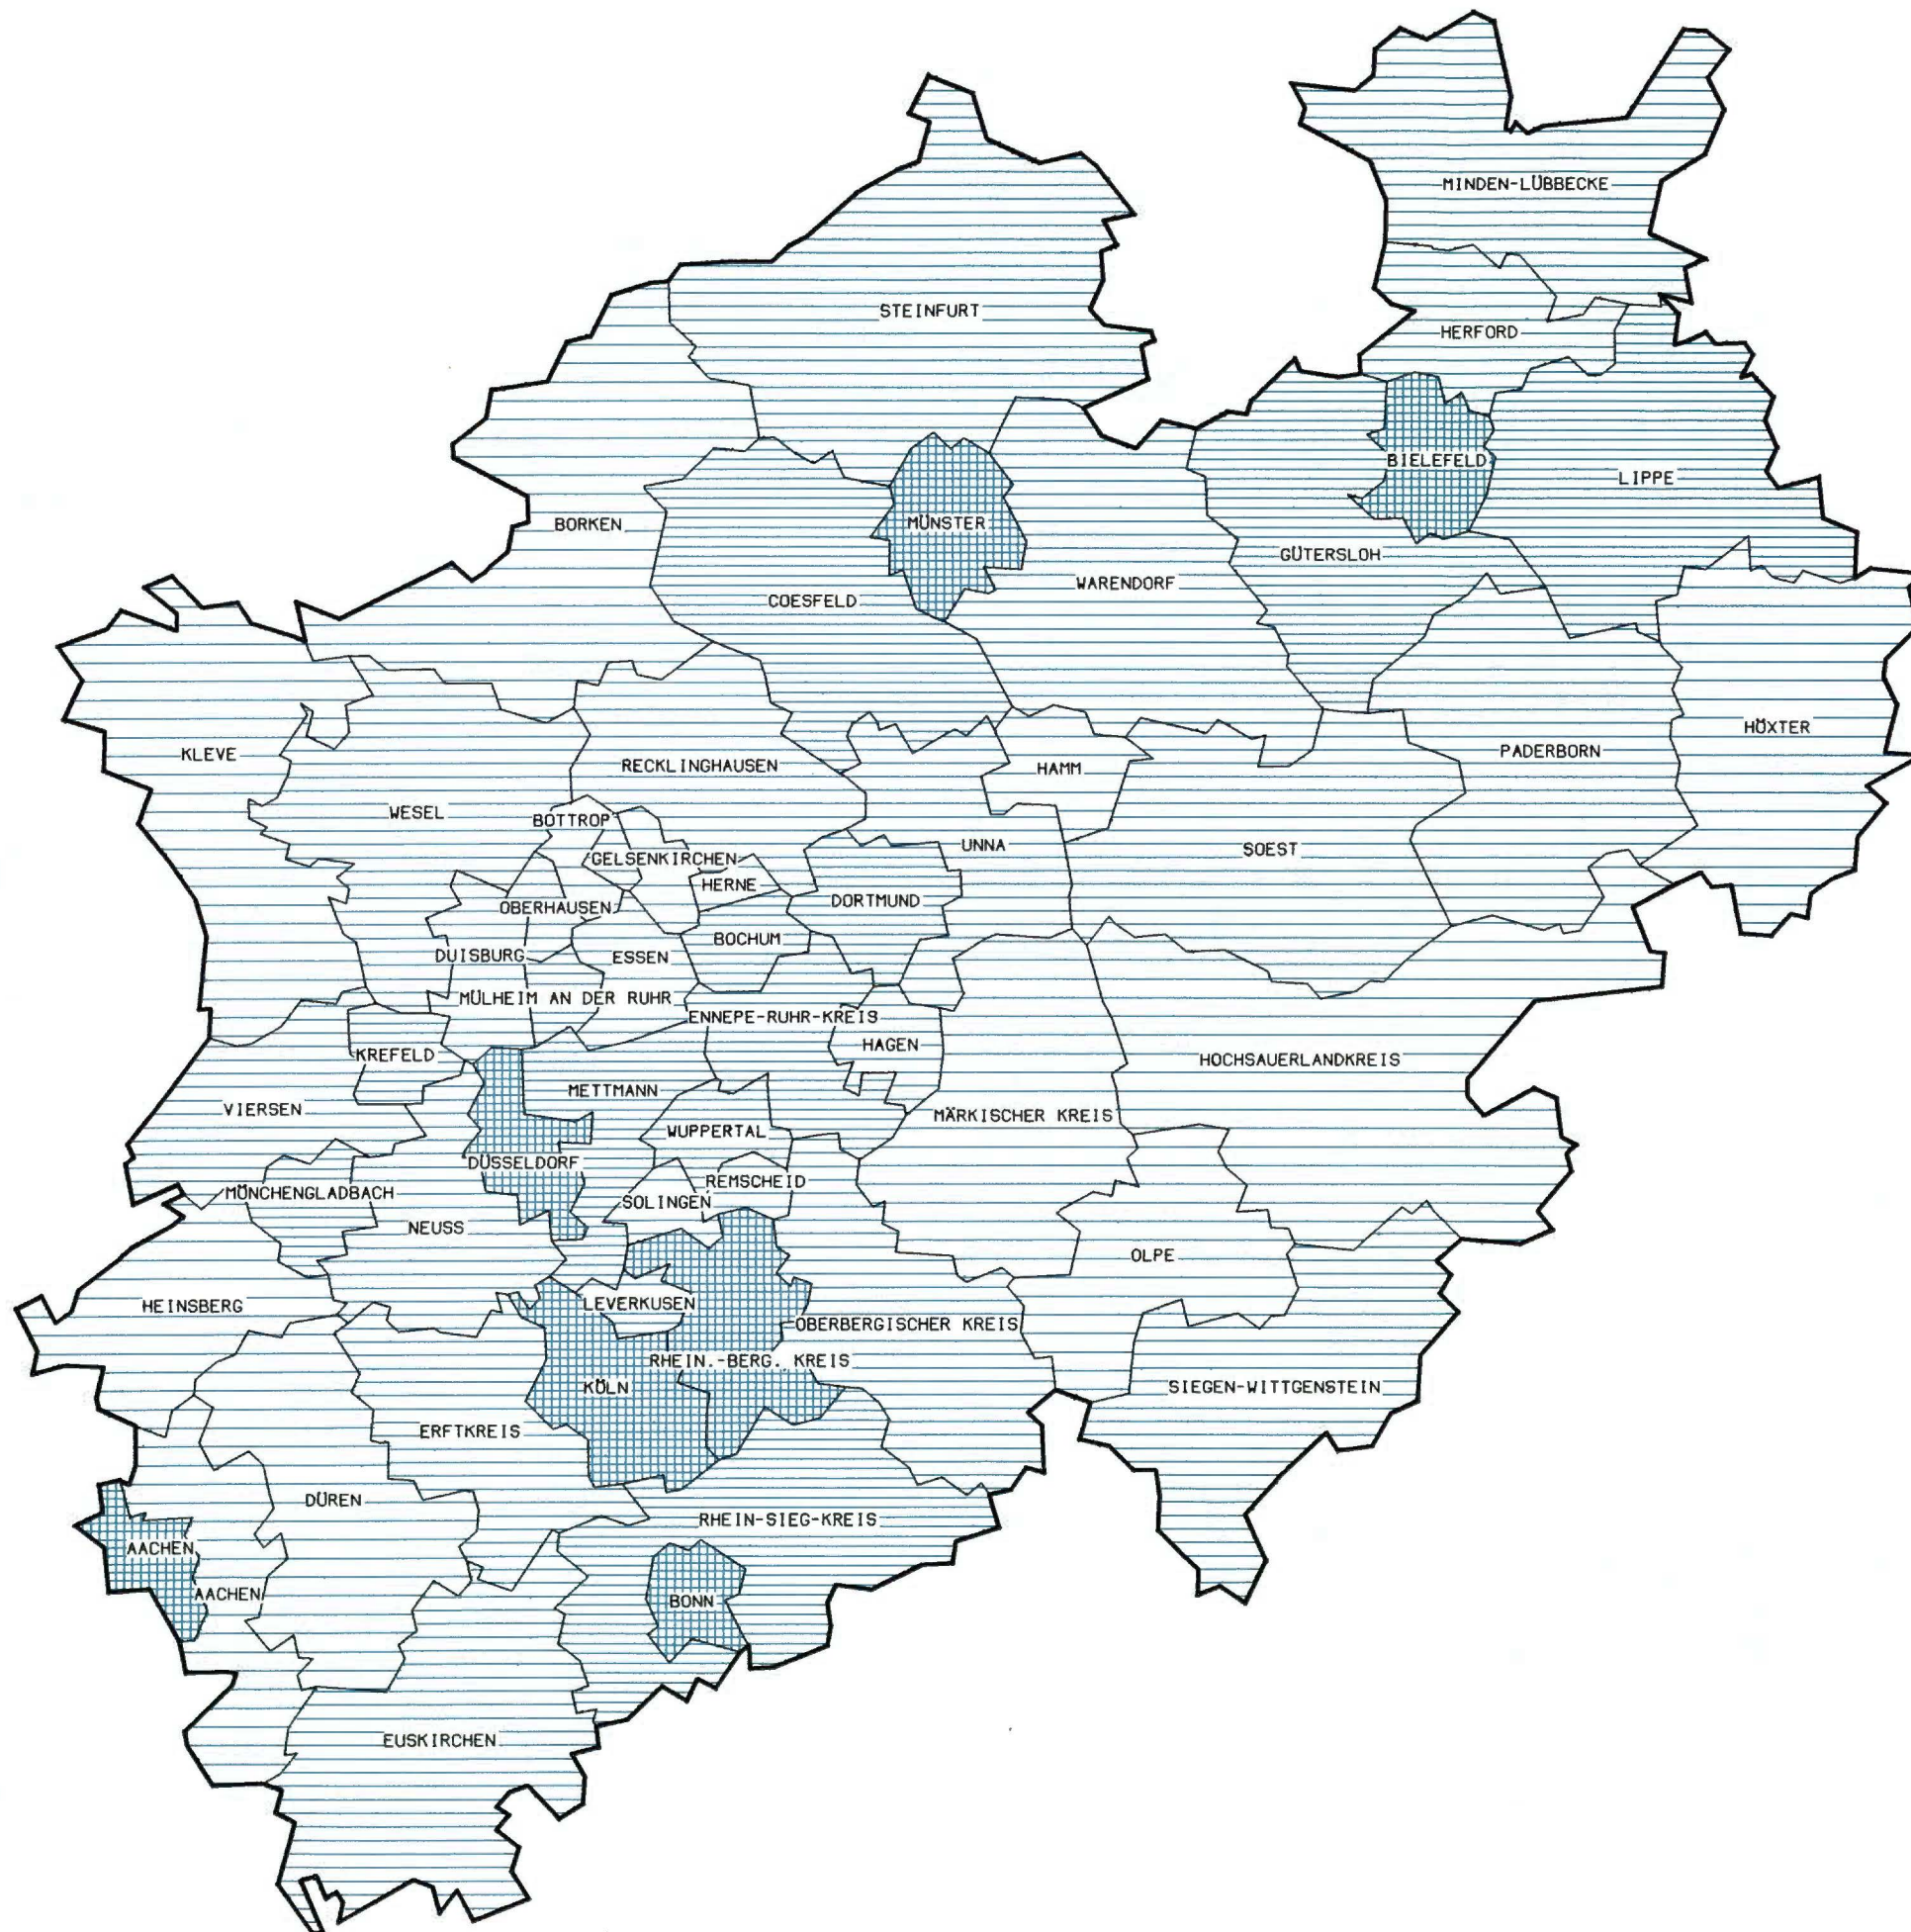 MINDEN-LÜBBECKE
STEINFURT
HERFORD
BIELEFELD
LIPPE
BORKEN
MÜNSTER
GÜTERSLOH
WARENDORF
COESFELD
HÖXTER
KLEVE
PADERBORN
RECKLINGHAUSEN
HAMM
WESEL
BOTTROP
UNNA
SOEST
GELSENKIRCHEN
HERNE
DORTMUND
OBERHAUSEN
BOCHUM
DUISBURG
ESSEN
MÜLHEIM AN DER RUHR
ENNEPE-RUHR-KREIS
HAGEN
KREFELD
HOCHSAUERLANDKREIS
METTMANN
VIERSEN
MÄRKISCHER KREIS
WUPPERTAL
DÜSSELDORF
REMSCHEID
MÖNCHENGLADBACH
SOLINGEN
NEUSS
OLPE
LEVERKUSEN
HEINSBERG
OBERBERGISCHER KREIS
RHEIN.-BERG. KREIS
KÖLN
SIEGEN-WITTGENSTEIN
ERFTKREIS
DÜREN
RHEIN-SIEG-KREIS
AACHEN
AACHEN
BONN
EUSKIRCHEN